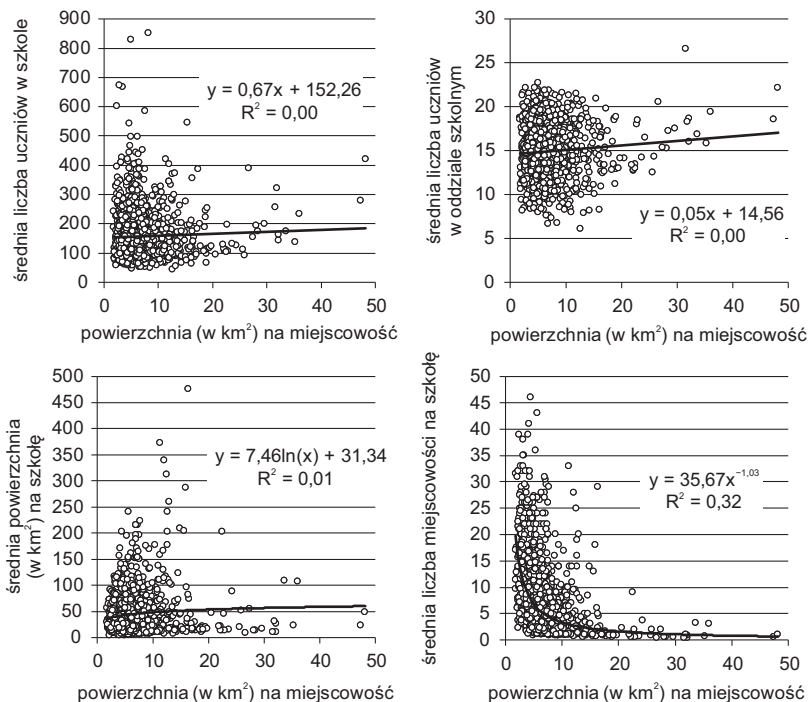 średnia liczba uczniów w szkole
900
800
700
600
500
400
300
200
100
0
y = 0,67x + 152,26
R² = 0,00
0 10 20 30 40 50
powierzchnia (w km²) na miejscowość
średnia liczba uczniów
w oddziale szkolnym
30
25
20
15
10
5
0
y = 0,05x + 14,56
R² = 0,00
0 10 20 30 40 50
powierzchnia (w km²) na miejscowość
średnia powierzchnia
(w km²) na szkołę
500
450
400
350
300
250
200
150
100
50
0
y = 7,46ln(x) + 31,34
R² = 0,01
0 10 20 30 40 50
powierzchnia (w km²) na miejscowość
średnia liczba miejscowości na szkołę
50
45
40
35
30
25
20
15
10
5
0
y = 35,67x⁻¹,⁰³
R² = 0,32
0 10 20 30 40 50
powierzchnia (w km²) na miejscowość